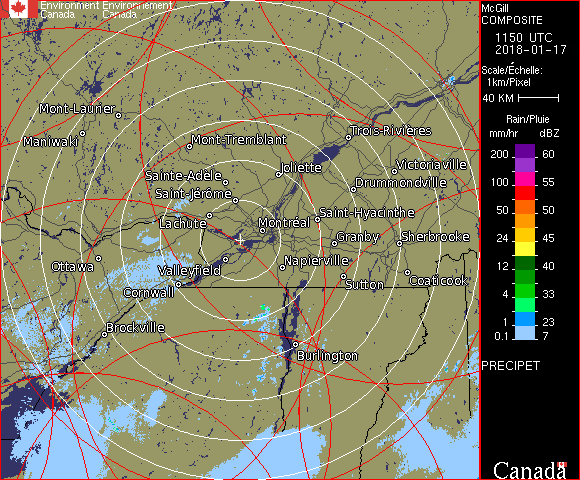 Environment Environnement
Canada Canada
McGill
COMPOSITE
1150 UTC
2018-01-17
Scale/Échelle:
1km/Pixel
40 KM
Rain/Pluie
mm/hr dBZ
200 60
100 55
50 50
24 45
12 40
4 33
1 23
0.1 7
PRECIPET
Canada
Mont-Laurier
Maniwaki
Mont-Tremblant
Trois-Rivières
Joliette
Victoriaville
Sainte-Adèle
Drummondville
Saint-Jérôme
Saint-Hyacinthe
Lachute
Montréal
Granby
Sherbrooke
Ottawa
Valleyfield
Napierville
Cornwall
Sutton
Coaticook
Brockville
Burlington